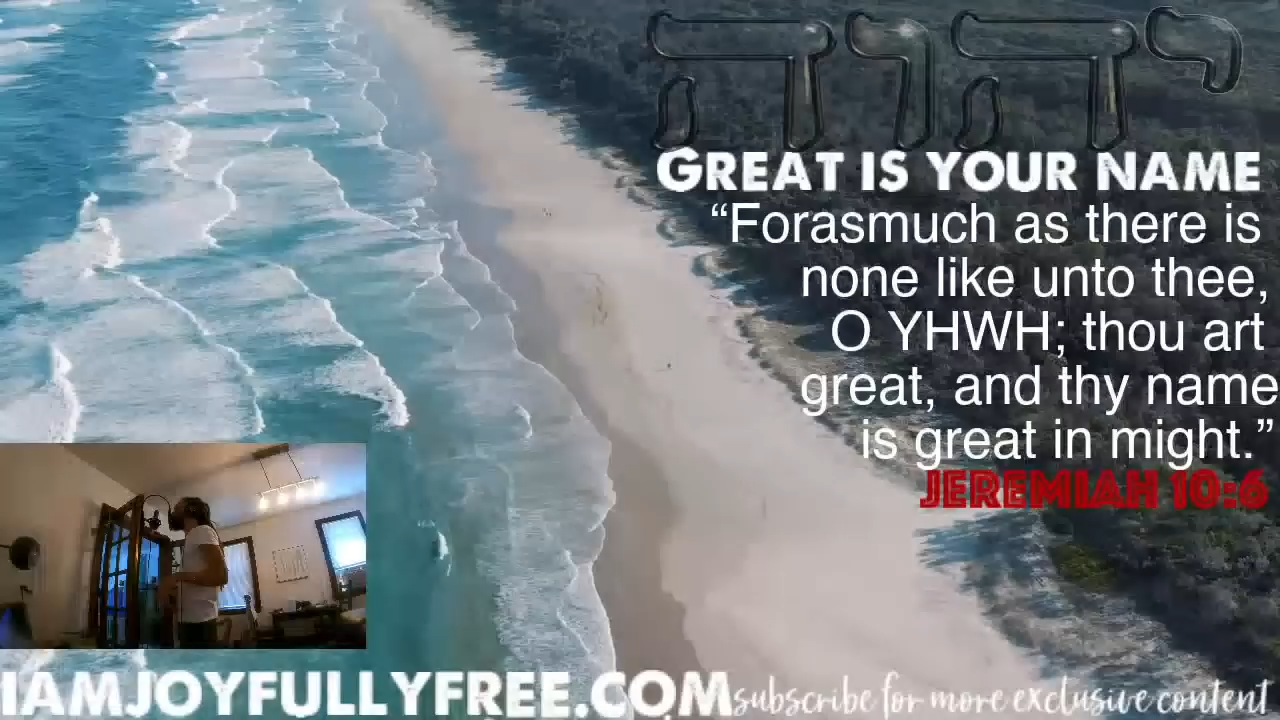 יהוה
GREAT IS YOUR NAME
“Forasmuch as there is
none like unto thee,
O YHWH; thou art
great, and thy name
is great in might.”
JEREMIAH 10:6
IAMJOYFULLYFREE.COM subscribe for more exclusive content